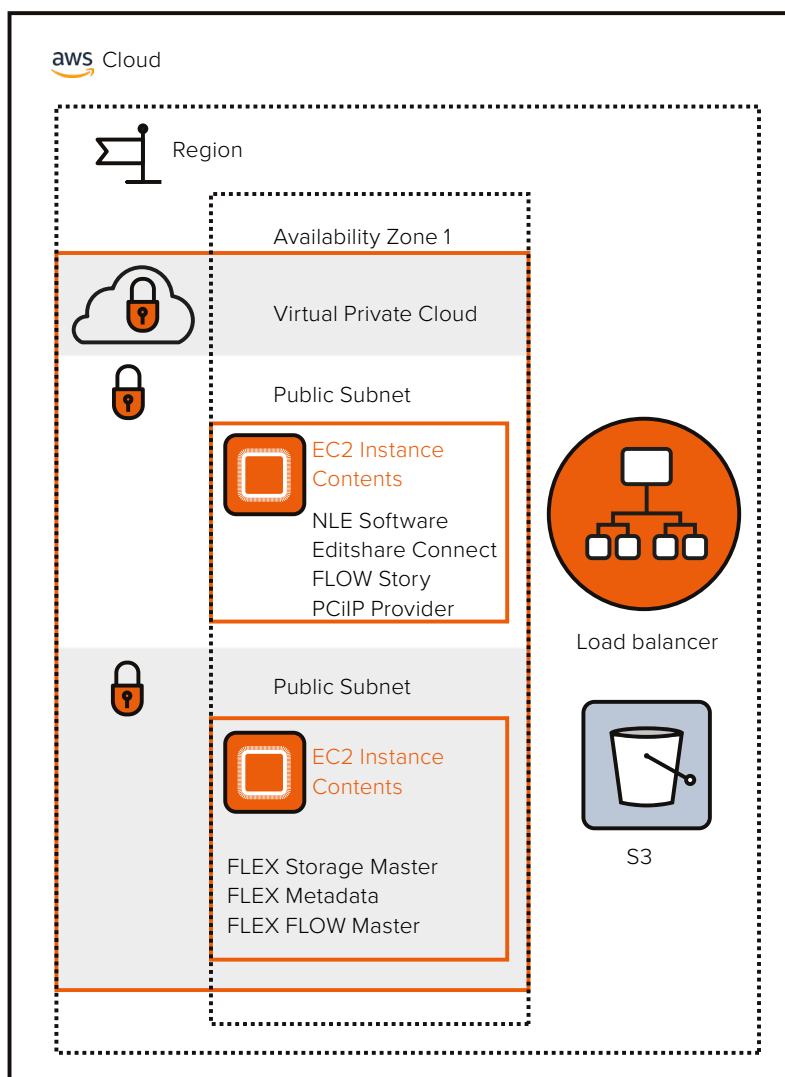 aws Cloud
Region
Availability Zone 1
Virtual Private Cloud
Public Subnet
EC2 Instance
Contents
NLE Software
Editshare Connect
FLOW Story
PCiIP Provider
Load balancer
Public Subnet
EC2 Instance
Contents
FLEX Storage Master
FLEX Metadata
FLEX FLOW Master
S3